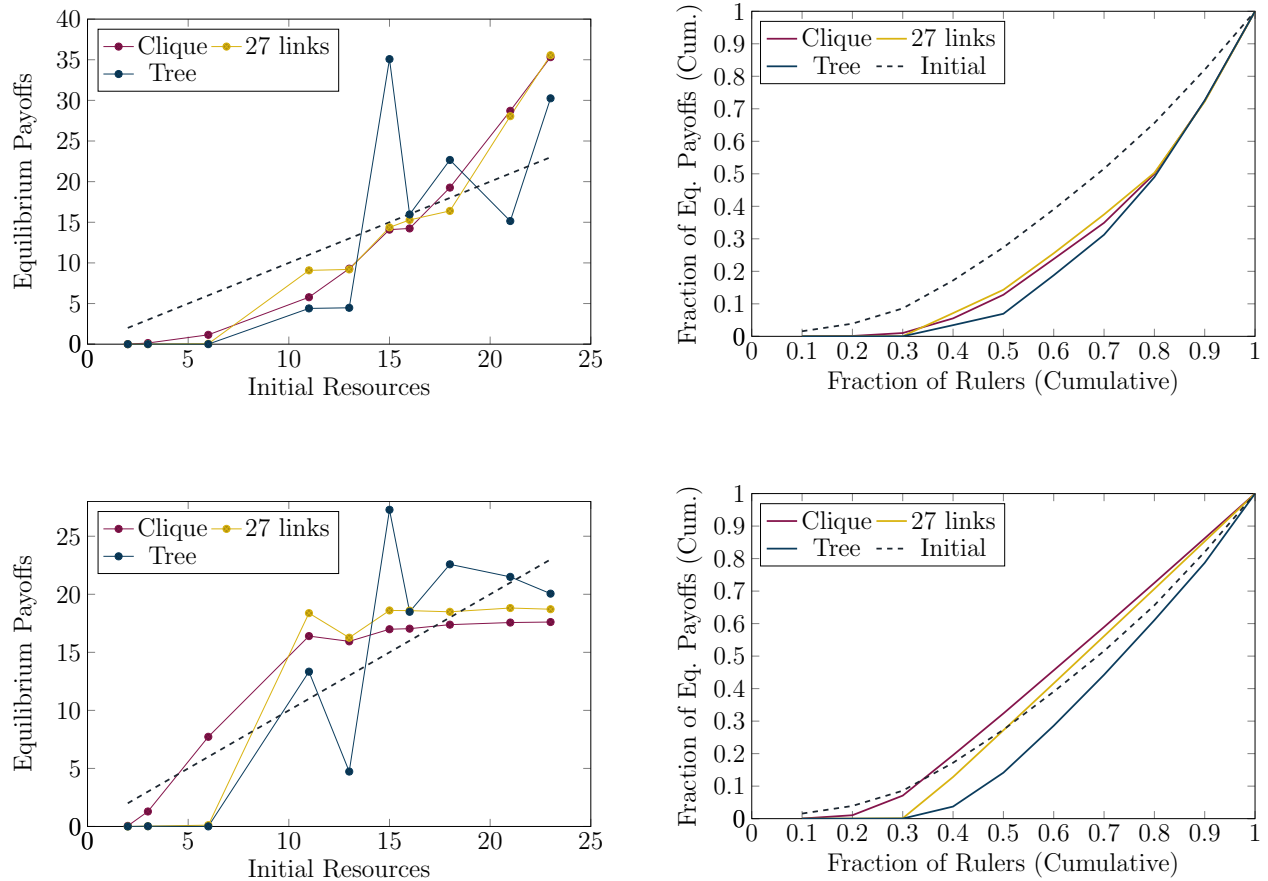 40
35
30
25
20
15
10
5
0
Equilibrium Payoffs
Clique 27 links
Tree
0 5 10 15 20 25
Initial Resources
1
0.9
0.8
0.7
0.6
0.5
0.4
0.3
0.2
0.1
0
Fraction of Eq. Payoffs (Cum.)
Clique 27 links
Tree Initial
0 0.1 0.2 0.3 0.4 0.5 0.6 0.7 0.8 0.9 1
Fraction of Rulers (Cumulative)
25
20
15
10
5
0
Equilibrium Payoffs
Clique 27 links
Tree
0 5 10 15 20 25
Initial Resources
1
0.9
0.8
0.7
0.6
0.5
0.4
0.3
0.2
0.1
0
Fraction of Eq. Payoffs (Cum.)
Clique 27 links
Tree Initial
0 0.1 0.2 0.3 0.4 0.5 0.6 0.7 0.8 0.9 1
Fraction of Rulers (Cumulative)